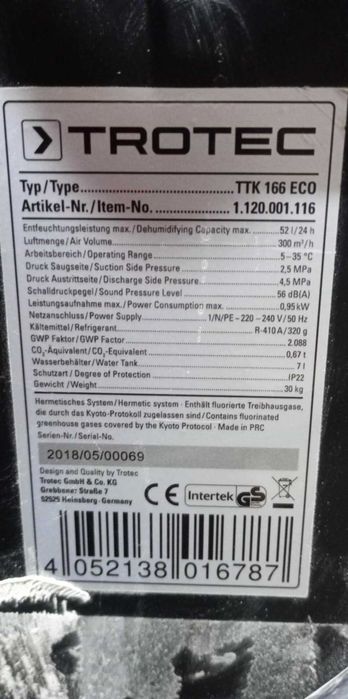 TROTEC
Typ/Type..............................TTK 166 ECO
Artikel-Nr./Item-No................1.120.001.116
Entfeuchtungsleistung max./Dehumidifying Capacity max. .......52 l/24 h
Luftmenge/Air Volume..............................300 m³/h
Arbeitsbereich/Operating Range..............................5-35 °C
Druck Saugseite/Suction Side Pressure..............................2,5 MPa
Druck Austrittseite/Discharge Side Pressure..............................4,5 MPa
Schalldruckpegel/Sound Pressure Level..............................56 dB(A)
Leistungsaufnahme max./Power Consumption max. ....................0,95 kW
Netzanschluss/Power Supply....................1/N/PE~220 - 240 V/50 Hz
Kältemittel/Refrigerant..............................R-410 A/320 g
GWP Faktor/GWP Factor..............................2.088
CO₂-Äquivalent/CO₂-Equivalent..............................0,67 t
Wasserbehälter/Water Tank..............................7 l
Schutzart/Degree of Protection..............................IP22
Gewicht/Weight..............................30 kg
Hermetisches System/Hermetic system · Enthält fluorierte Treibhausgase,
die durch das Kyoto-Protokoll zugelassen sind/Contains fluorinated
greenhouse gases covered by the Kyoto Protocol · Made in PRC
Serien-Nr./Serial-No.
2018/05/00069
Design and Quality by Trotec
Trotec GmbH & Co. KG
Grebbener Straße 7
52525 Heinsberg · Germany
CE Intertek GS
4 052138 016787